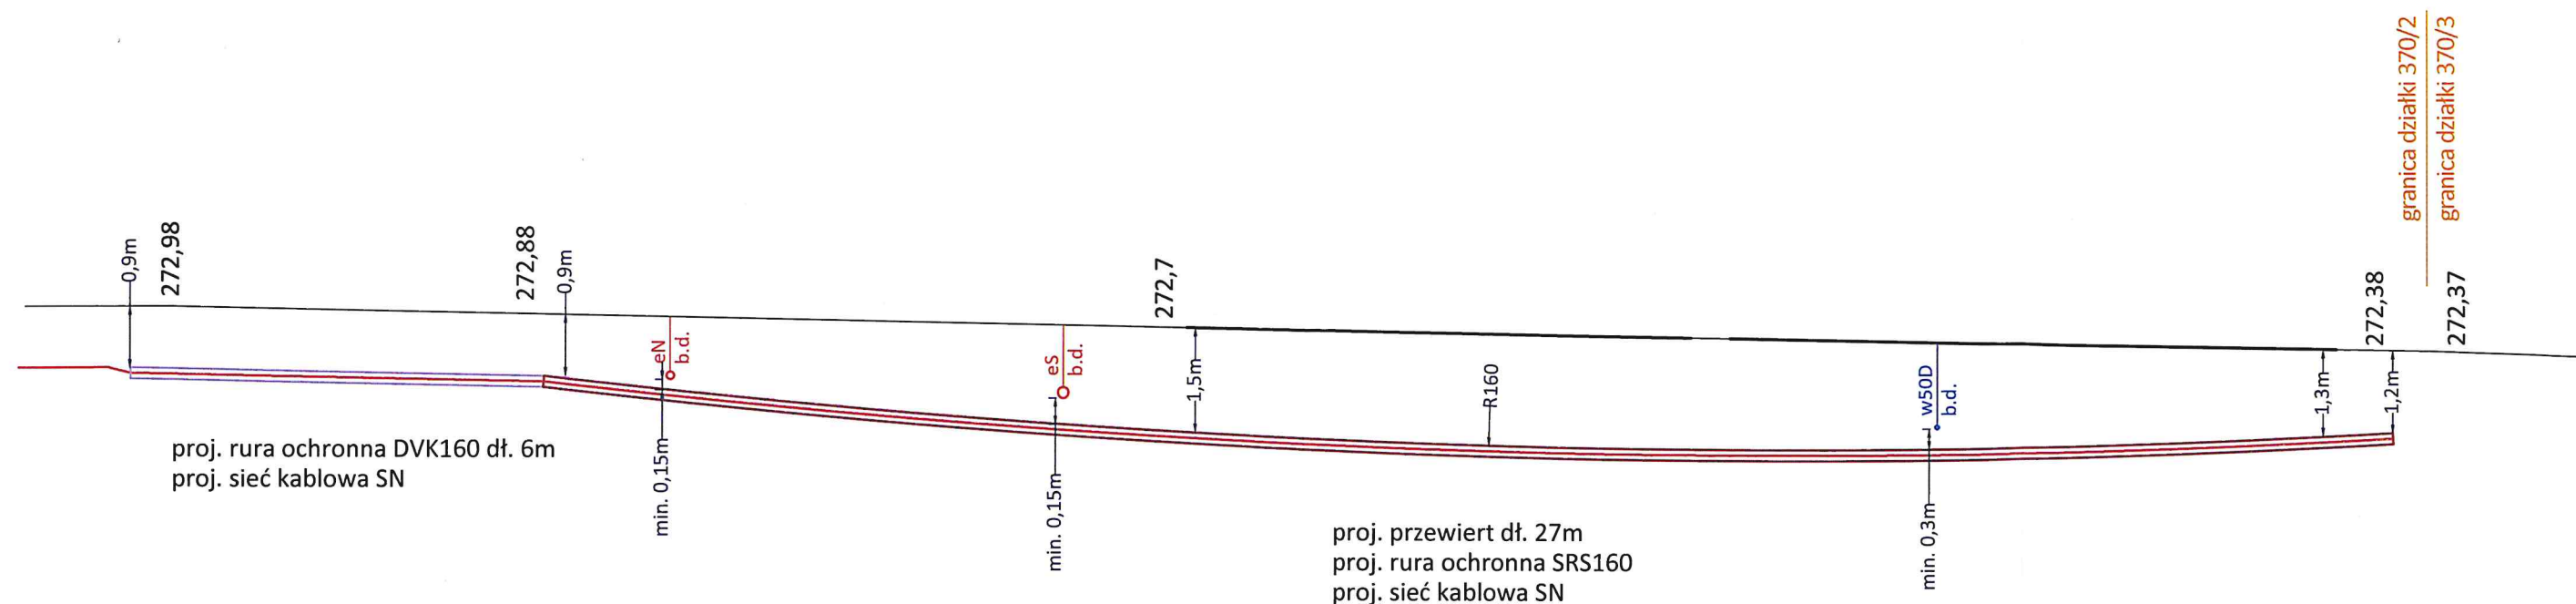 granica działki 370/2
granica działki 370/3
0,9m
272,98
272,88
0,9m
272,7
272,38
272,37
eN
b.d.
eS
b.d.
1,5m
R160
w50D
b.d.
1,3m
1,2m
proj. rura ochronna DVK160 dł. 6m
proj. sieć kablowa SN
min. 0,15m
min. 0,15m
min. 0,3m
proj. przewiert dł. 27m
proj. rura ochronna SRS160
proj. sieć kablowa SN